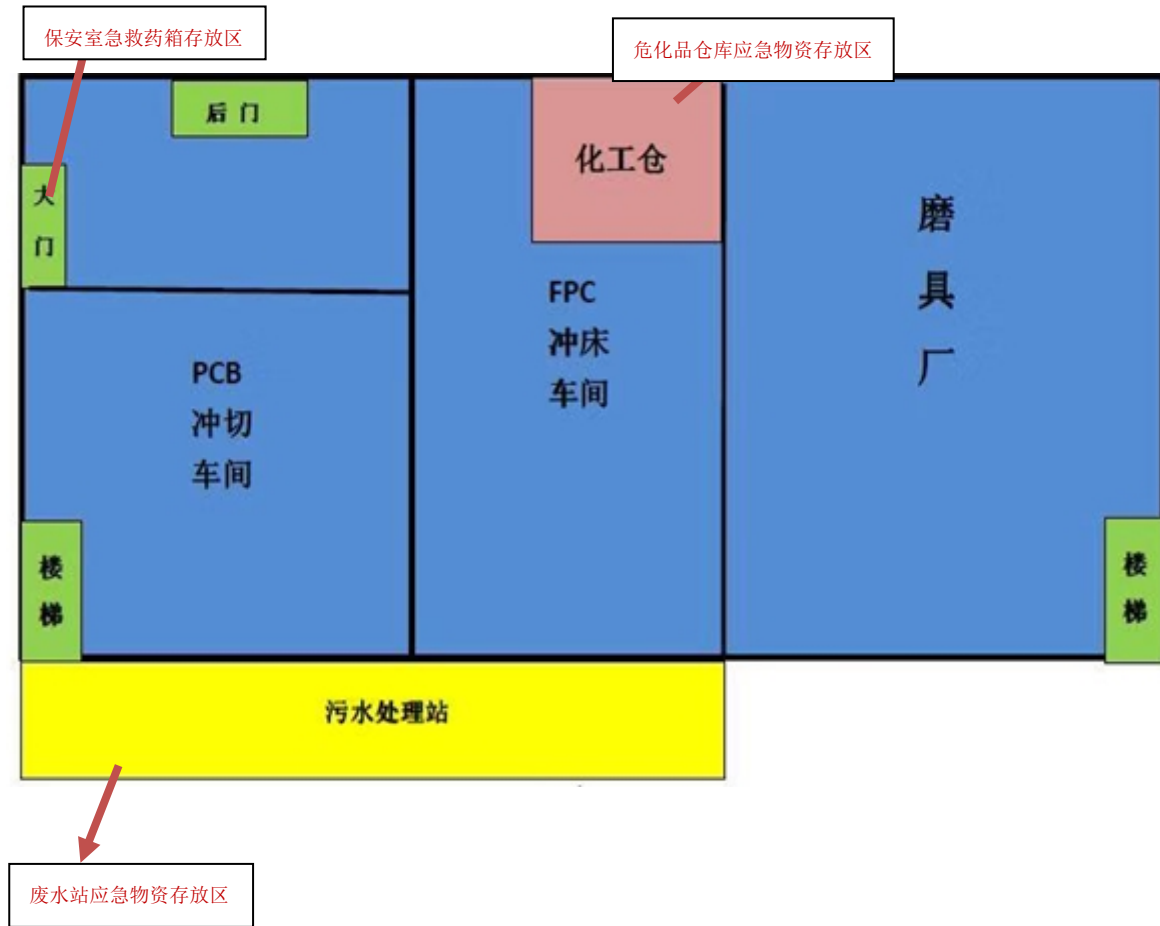 保安室急救药箱存放区
危化品仓库应急物资存放区
后门
化工仓
大
门
磨
具
厂
FPC
冲床
车间
PCB
冲切
车间
楼
梯
楼
梯
污水处理站
废水站应急物资存放区